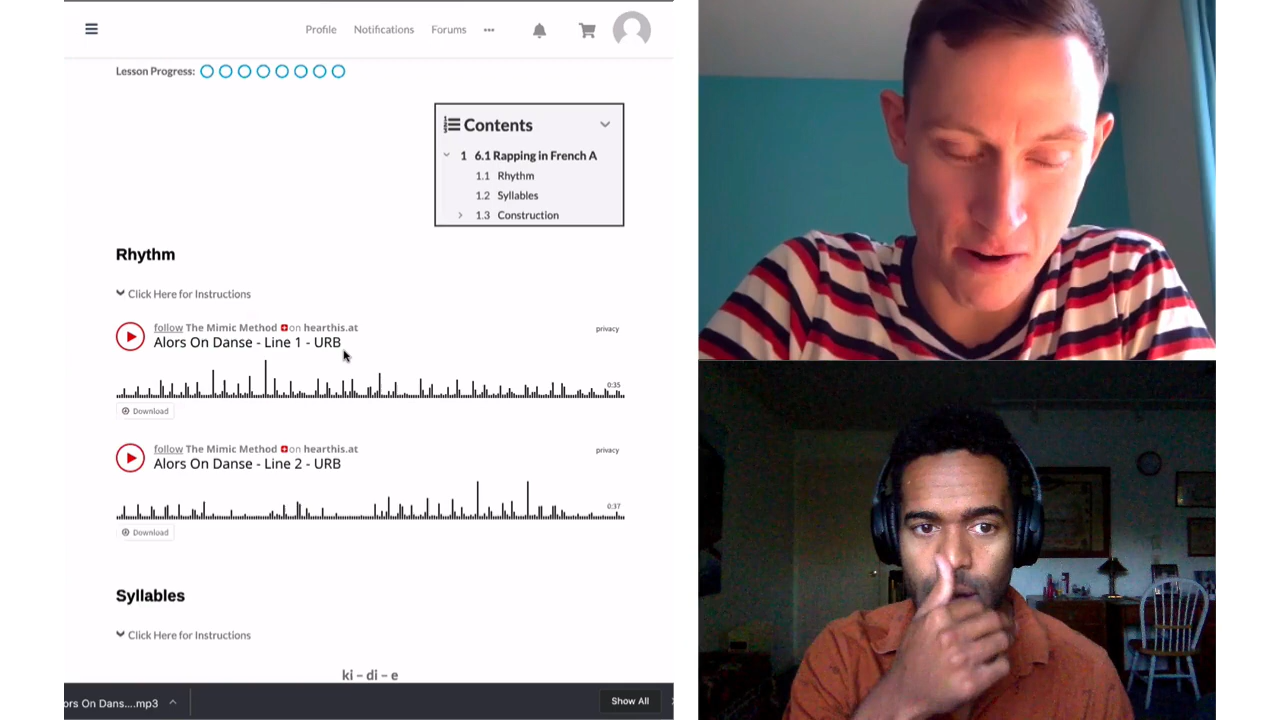 Profile Notifications Forums •••
Lesson Progress:
Contents
1 6.1 Rapping in French A
1.1 Rhythm
1.2 Syllables
1.3 Construction
Rhythm
Click Here for Instructions
follow The Mimic Method on hearthis.at
privacy
Alors On Danse - Line 1 - URB
0:35
Download
follow The Mimic Method on hearthis.at
privacy
Alors On Danse - Line 2 - URB
0:37
Download
Syllables
Click Here for Instructions
ki – di – e
ors On Dans....mp3
Show All